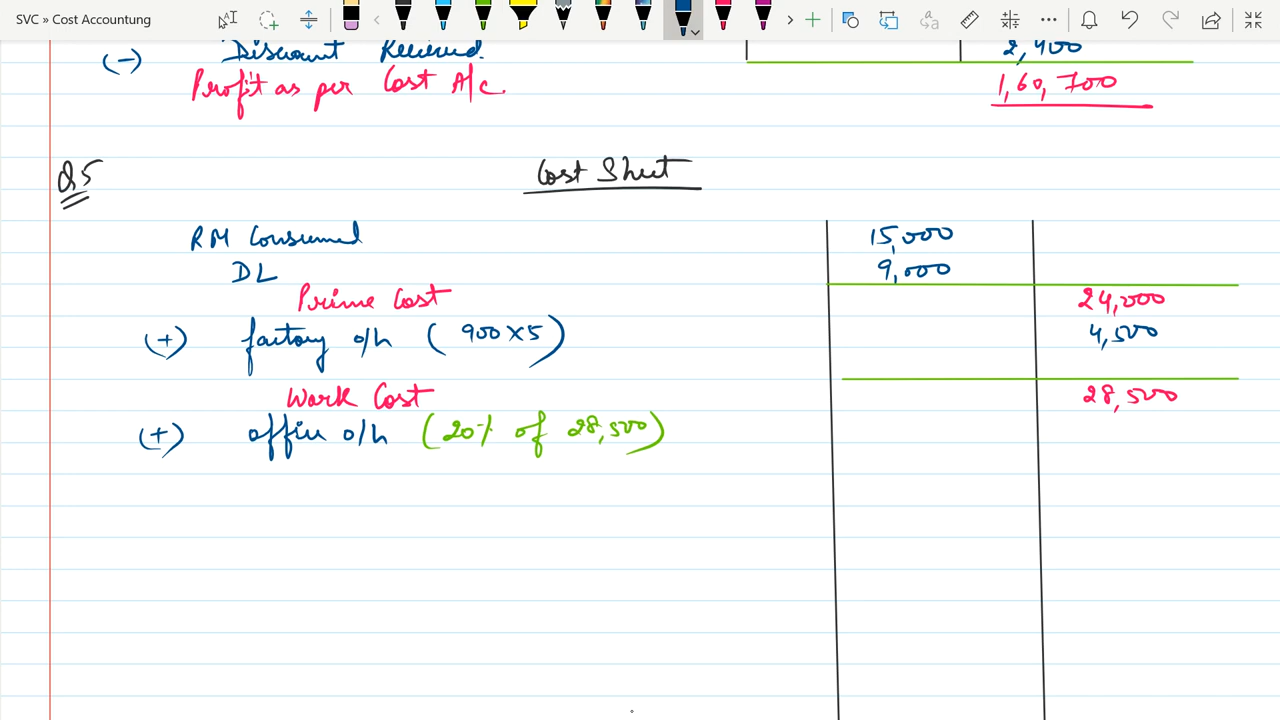 SVC » Cost Accountung
(-) Discount Recieved. 2,400
Profit as per Cost A/c. 1,60,700
Q5 Cost Sheet
RM Consumed 15,000
DL 9,000
Prime Cost 24,000
(+) factory o/h (900×5) 4,500
Work Cost 28,500
(+) office o/h (20% of 28,500)